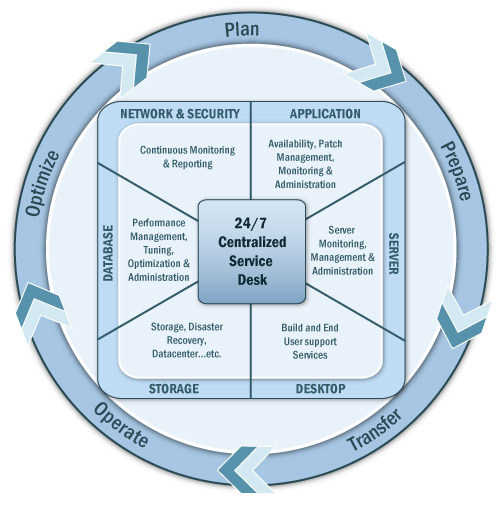 Plan
Prepare
Transfer
Operate
Optimize
NETWORK & SECURITY
Continuous Monitoring
& Reporting
APPLICATION
Availability, Patch
Management,
Monitoring &
Administration
DATABASE
Performance
Management,
Tuning,
Optimization &
Administration
24/7
Centralized
Service
Desk
Server
Monitoring,
Management &
Administration
SERVER
Storage, Disaster
Recovery,
Datacenter...etc.
STORAGE
Build and End
User support
Services
DESKTOP